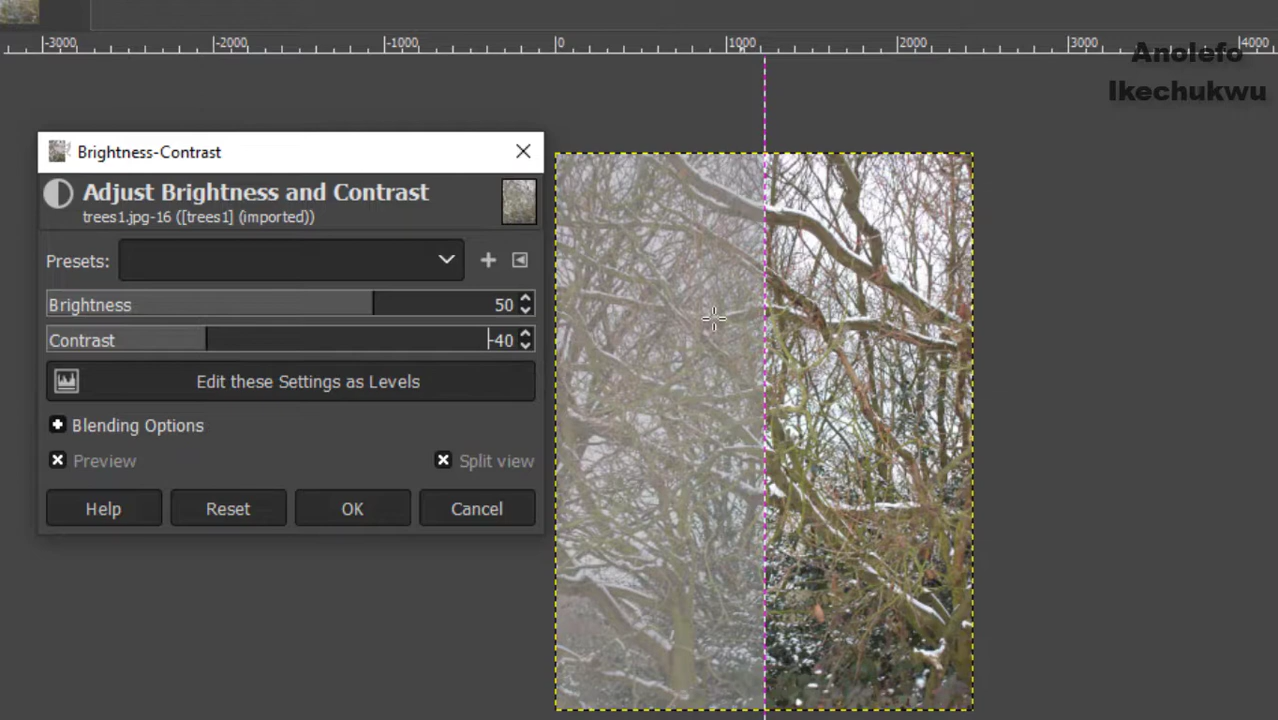 -3000 -2000 -1000 0 1000 2000 3000 4000
Anolefo
Ikechukwu
Brightness-Contrast
Adjust Brightness and Contrast
trees1.jpg-16 ([trees1] (imported))
Presets:
Brightness 50
Contrast -40
Edit these Settings as Levels
Blending Options
Preview Split view
Help Reset OK Cancel